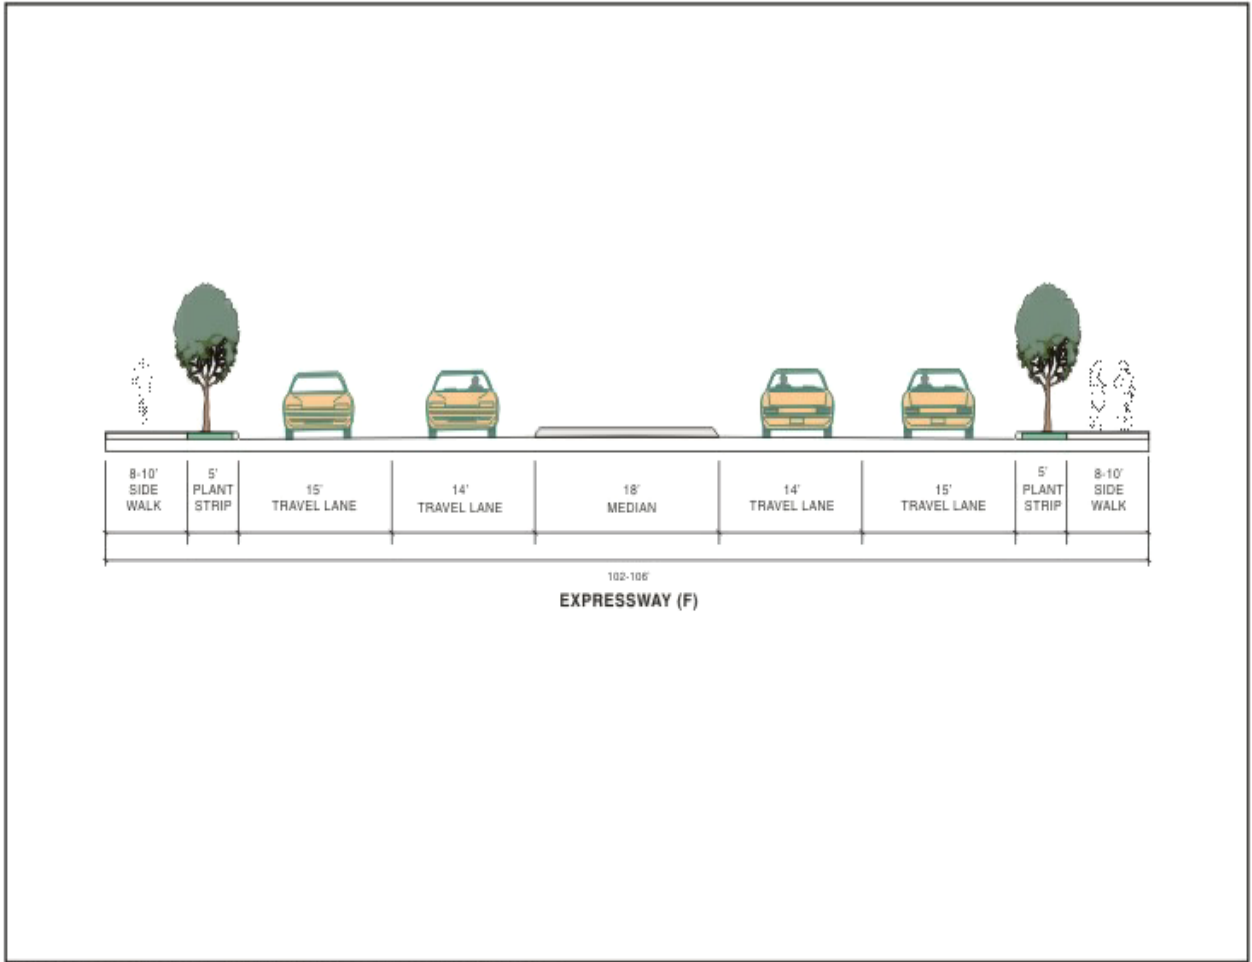 8-10'
SIDE
WALK
5'
PLANT
STRIP
15'
TRAVEL LANE
14'
TRAVEL LANE
18'
MEDIAN
14'
TRAVEL LANE
15'
TRAVEL LANE
5'
PLANT
STRIP
8-10'
SIDE
WALK
102-106'
EXPRESSWAY (F)